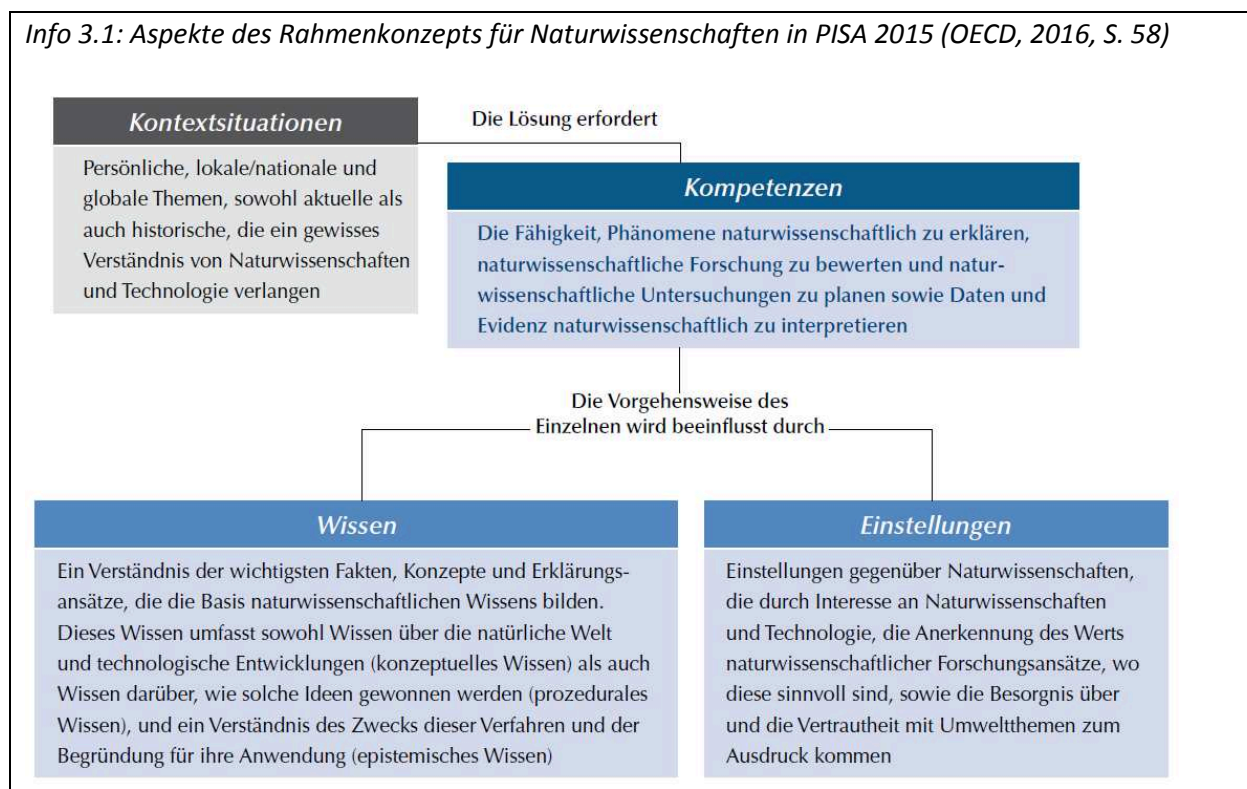 Info 3.1: Aspekte des Rahmenkonzepts für Naturwissenschaften in PISA 2015 (OECD, 2016, S. 58)
Kontextsituationen
Persönliche, lokale/nationale und
globale Themen, sowohl aktuelle als
auch historische, die ein gewisses
Verständnis von Naturwissenschaften
und Technologie verlangen
Die Lösung erfordert
Kompetenzen
Die Fähigkeit, Phänomene naturwissenschaftlich zu erklären,
naturwissenschaftliche Forschung zu bewerten und natur-
wissenschaftliche Untersuchungen zu planen sowie Daten und
Evidenz naturwissenschaftlich zu interpretieren
Die Vorgehensweise des
Einzelnen wird beeinflusst durch
Wissen
Ein Verständnis der wichtigsten Fakten, Konzepte und Erklärungs-
ansätze, die die Basis naturwissenschaftlichen Wissens bilden.
Dieses Wissen umfasst sowohl Wissen über die natürliche Welt
und technologische Entwicklungen (konzeptuelles Wissen) als auch
Wissen darüber, wie solche Ideen gewonnen werden (prozedurales
Wissen), und ein Verständnis des Zwecks dieser Verfahren und der
Begründung für ihre Anwendung (epistemisches Wissen)
Einstellungen
Einstellungen gegenüber Naturwissenschaften,
die durch Interesse an Naturwissenschaften
und Technologie, die Anerkennung des Werts
naturwissenschaftlicher Forschungsansätze, wo
diese sinnvoll sind, sowie die Besorgnis über
und die Vertrautheit mit Umweltthemen zum
Ausdruck kommen